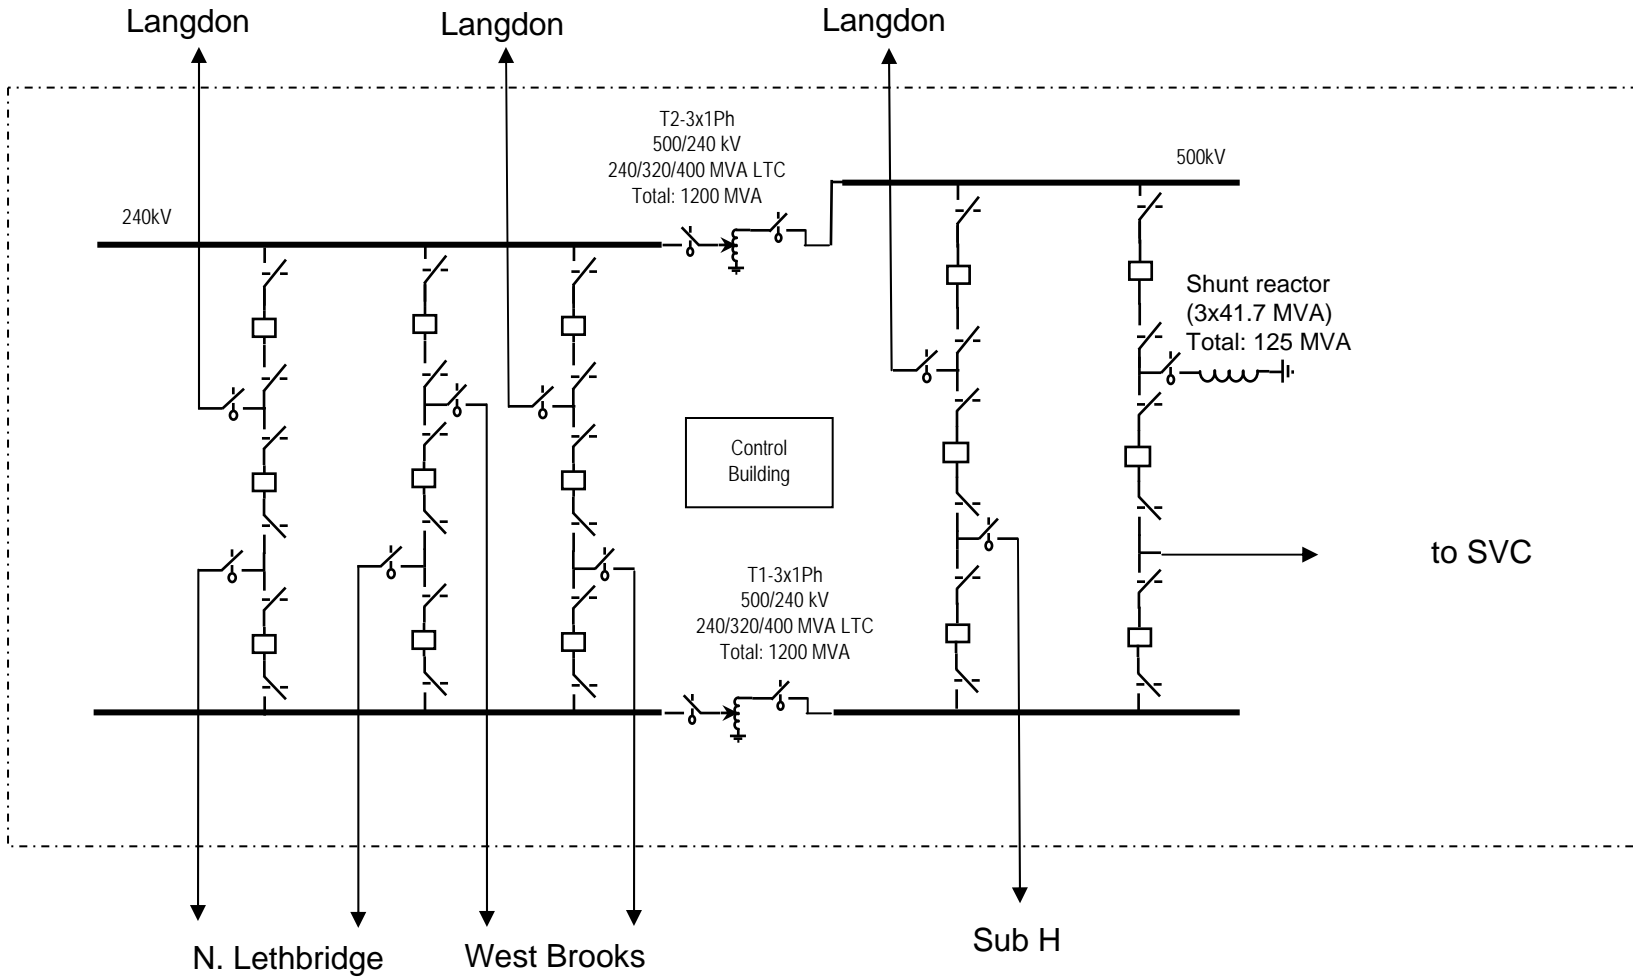 Langdon
Langdon
Langdon
T2-3x1Ph
500/240 kV
240/320/400 MVA LTC
Total: 1200 MVA
500kV
240kV
Shunt reactor
(3x41.7 MVA)
Total: 125 MVA
Control
Building
to SVC
T1-3x1Ph
500/240 kV
240/320/400 MVA LTC
Total: 1200 MVA
N. Lethbridge
West Brooks
Sub H